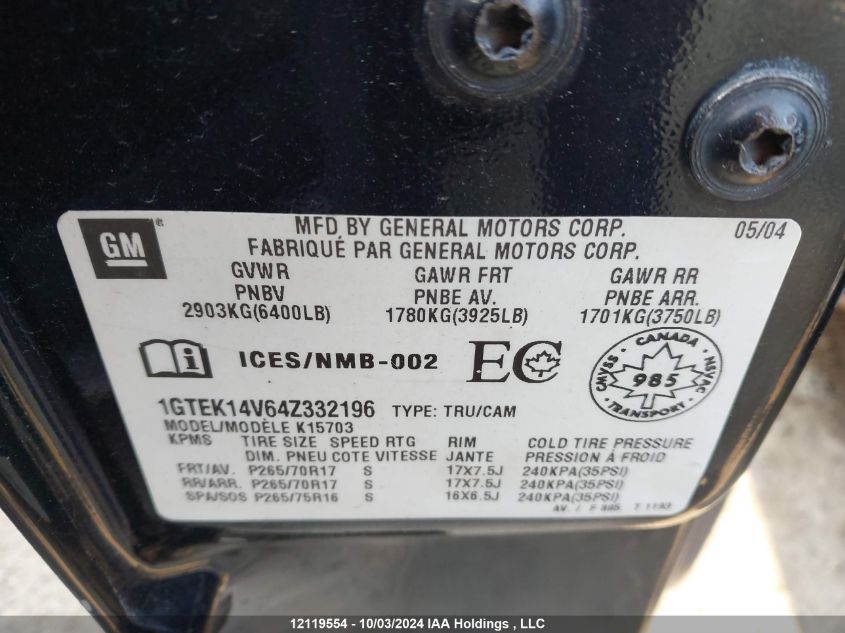 GM
MFD BY GENERAL MOTORS CORP. 05/04
FABRIQUÉ PAR GENERAL MOTORS CORP.
GVWR GAWR FRT GAWR RR
PNBV PNBE AV. PNBE ARR.
2903KG(6400LB) 1780KG(3925LB) 1701KG(3750LB)
i ICES/NMB-002 EC
CANADA
CMVSS 985 NSVAC
TRANSPORT
1GTEK14V64Z332196 TYPE: TRU/CAM
MODEL/MODÈLE K15703
KPMS TIRE SIZE SPEED RTG RIM COLD TIRE PRESSURE
DIM. PNEU COTE VITESSE JANTE PRESSION À FROID
FRT/AV. P265/70R17 S 17X7.5J 240KPA(35PSI)
RR/ARR. P265/70R17 S 17X7.5J 240KPA(35PSI)
SPA/SOS P265/75R16 S 16X6.5J 240KPA(35PSI)
12119554 - 10/03/2024 IAA Holdings , LLC